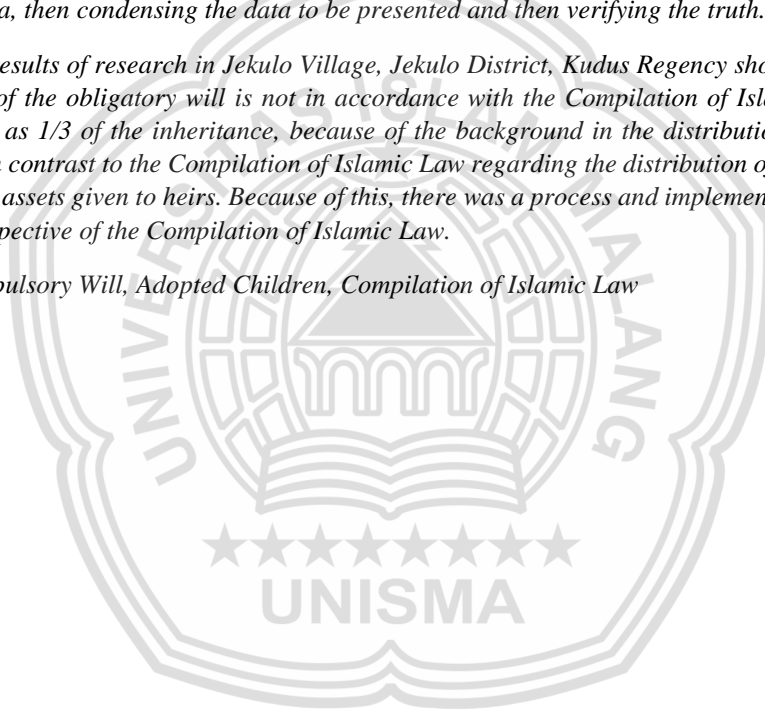 a, then condensing the data to be presented and then verifying the truth.
esults of research in Jekulo Village, Jekulo District, Kudus Regency sho
of the obligatory will is not in accordance with the Compilation of Isl
as 1/3 of the inheritance, because of the background in the distributio
n contrast to the Compilation of Islamic Law regarding the distribution of
assets given to heirs. Because of this, there was a process and implemen
pective of the Compilation of Islamic Law.
pulsory Will, Adopted Children, Compilation of Islamic Law
UNIVERSITAS ISLAM MALANG
UNISMA